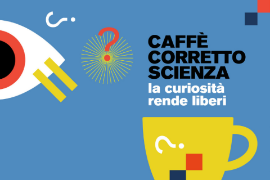 ?
?
CAFFÈ
CORRETTO
SCIENZA
la curiosità
rende liberi
?